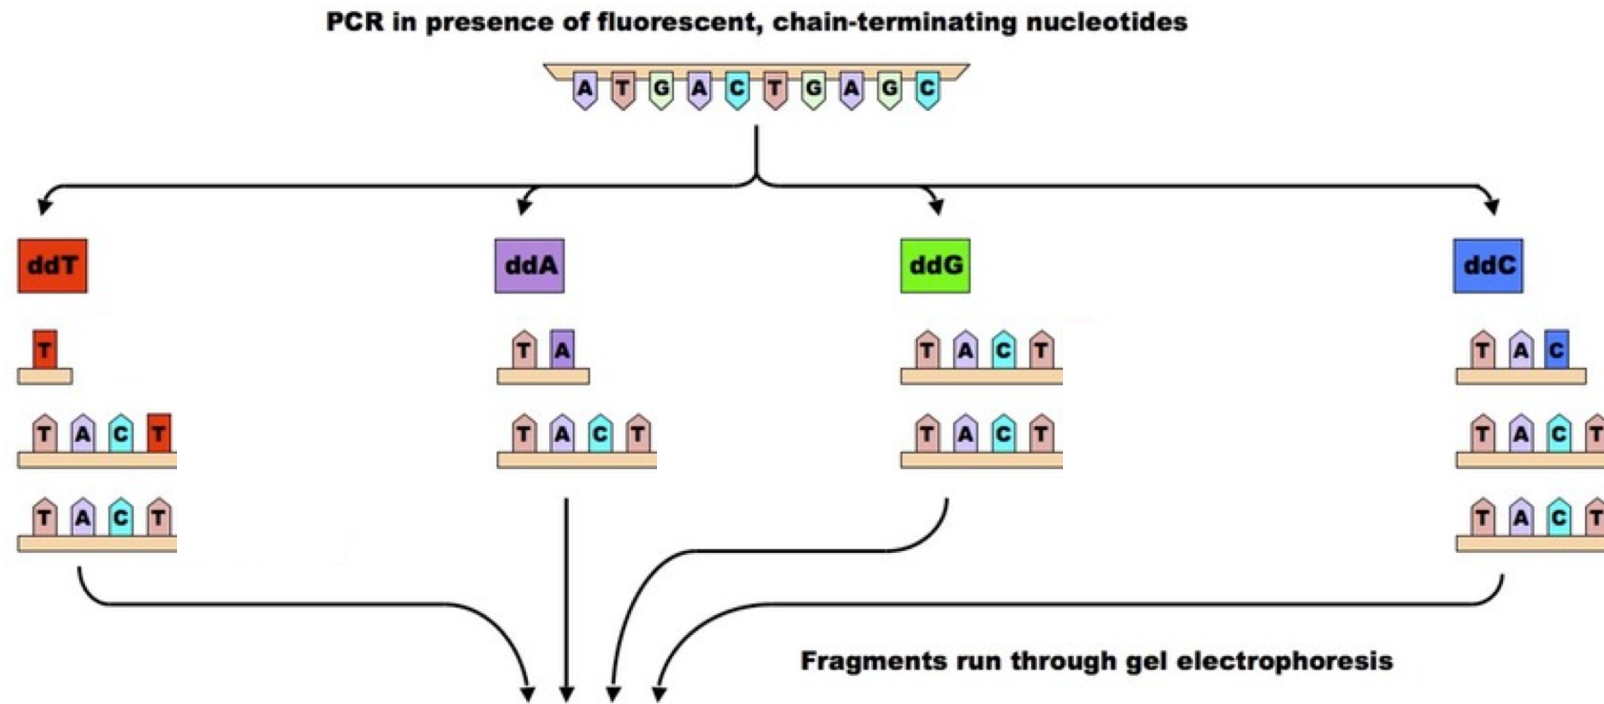 PCR in presence of fluorescent, chain-terminating nucleotides
A T G A C T G A G C
ddT ddA ddG ddC
T T A T A C T T A C
T A C T T A C T T A C T T A C T
T A C T T A C T
Fragments run through gel electrophoresis